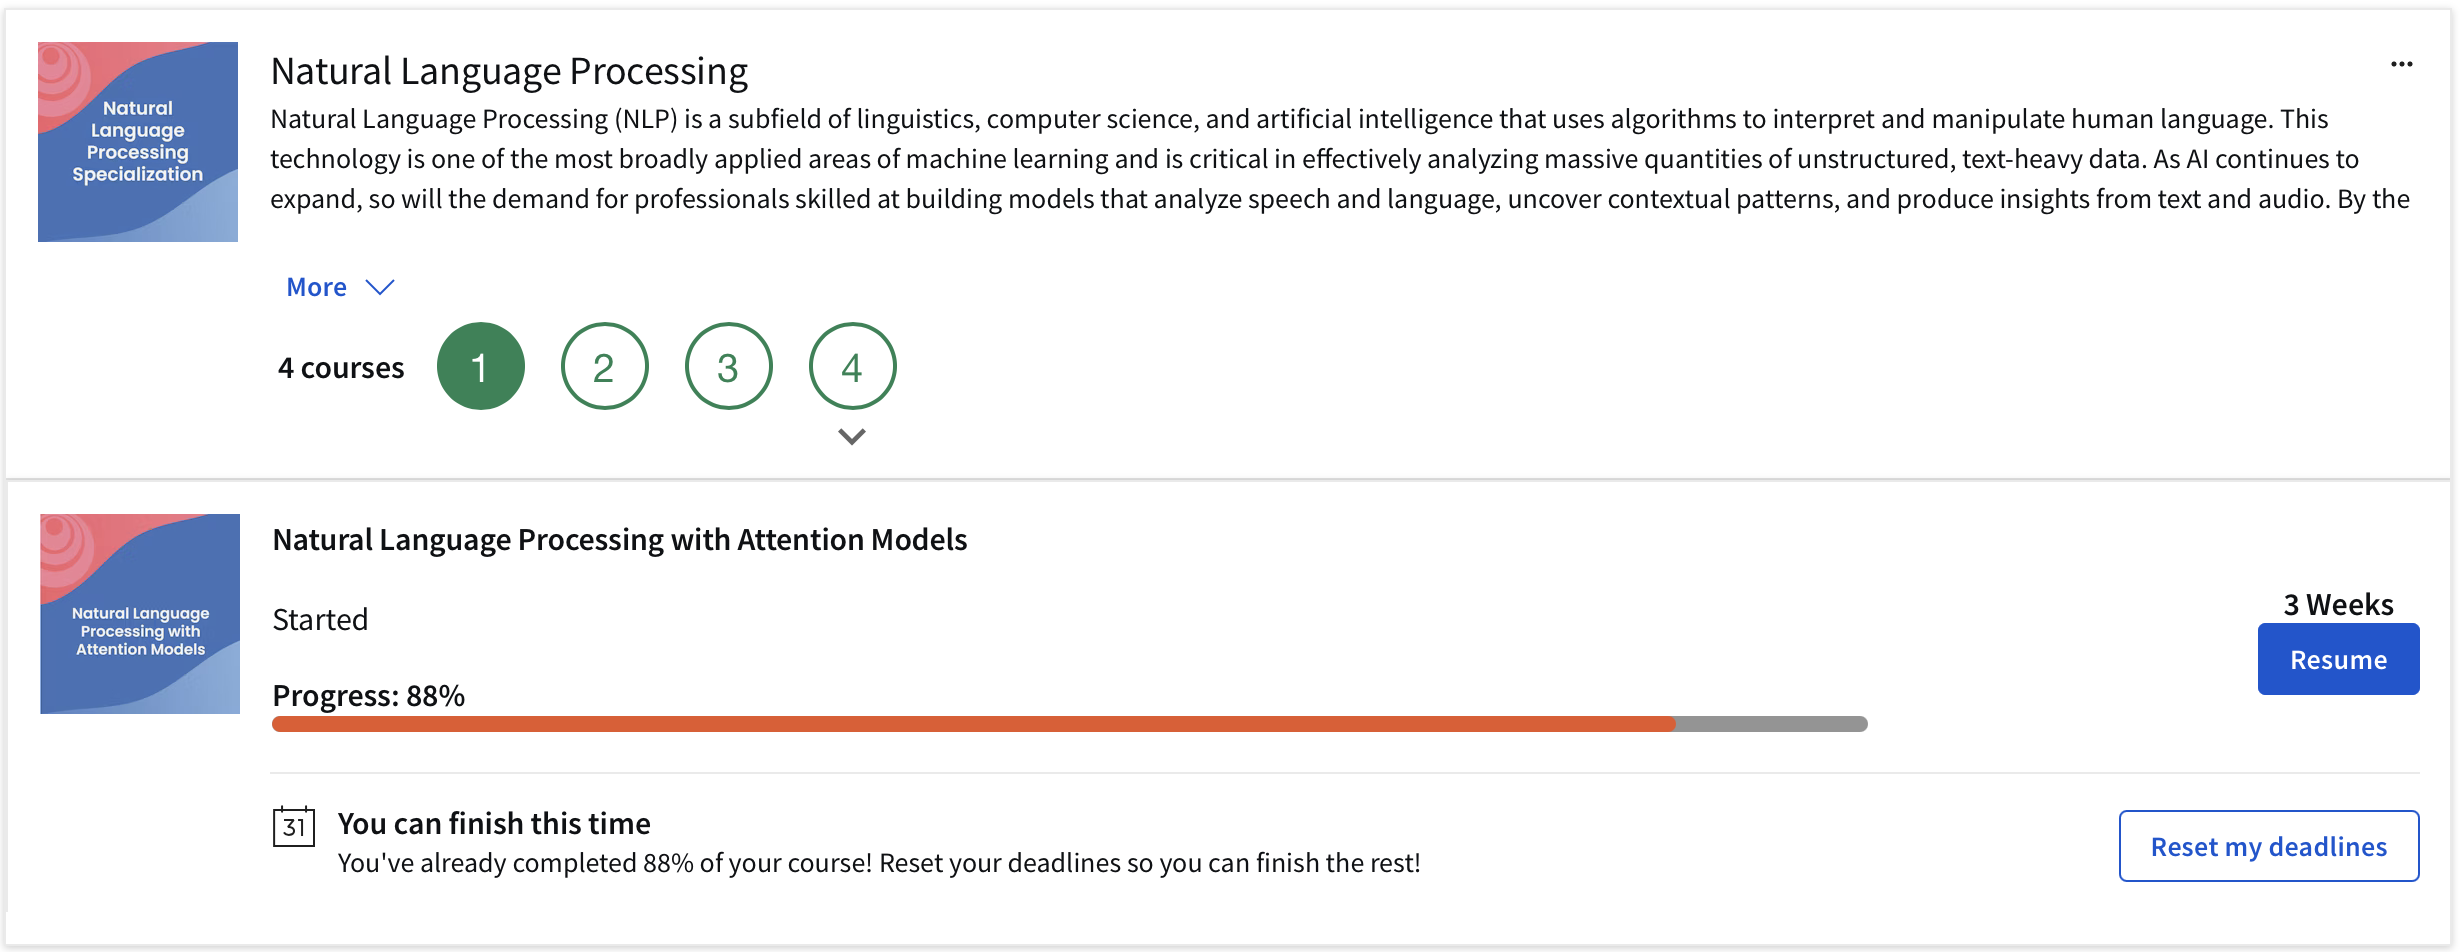 Natural
Language
Processing
Specialization
Natural Language Processing
...
Natural Language Processing (NLP) is a subfield of linguistics, computer science, and artificial intelligence that uses algorithms to interpret and manipulate human language. This
technology is one of the most broadly applied areas of machine learning and is critical in effectively analyzing massive quantities of unstructured, text-heavy data. As AI continues to
expand, so will the demand for professionals skilled at building models that analyze speech and language, uncover contextual patterns, and produce insights from text and audio. By the
More
4 courses 1 2 3 4
Natural Language
Processing with
Attention Models
Natural Language Processing with Attention Models
Started
3 Weeks
Resume
Progress: 88%
31
You can finish this time
You've already completed 88% of your course! Reset your deadlines so you can finish the rest!
Reset my deadlines